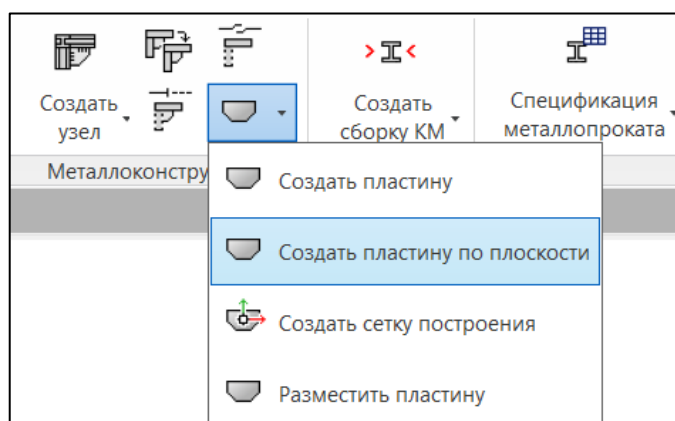 Создать
узел
Создать
сборку КМ
Спецификация
металлопроката
Металлоконстру
Создать пластину
Создать пластину по плоскости
Создать сетку построения
Разместить пластину